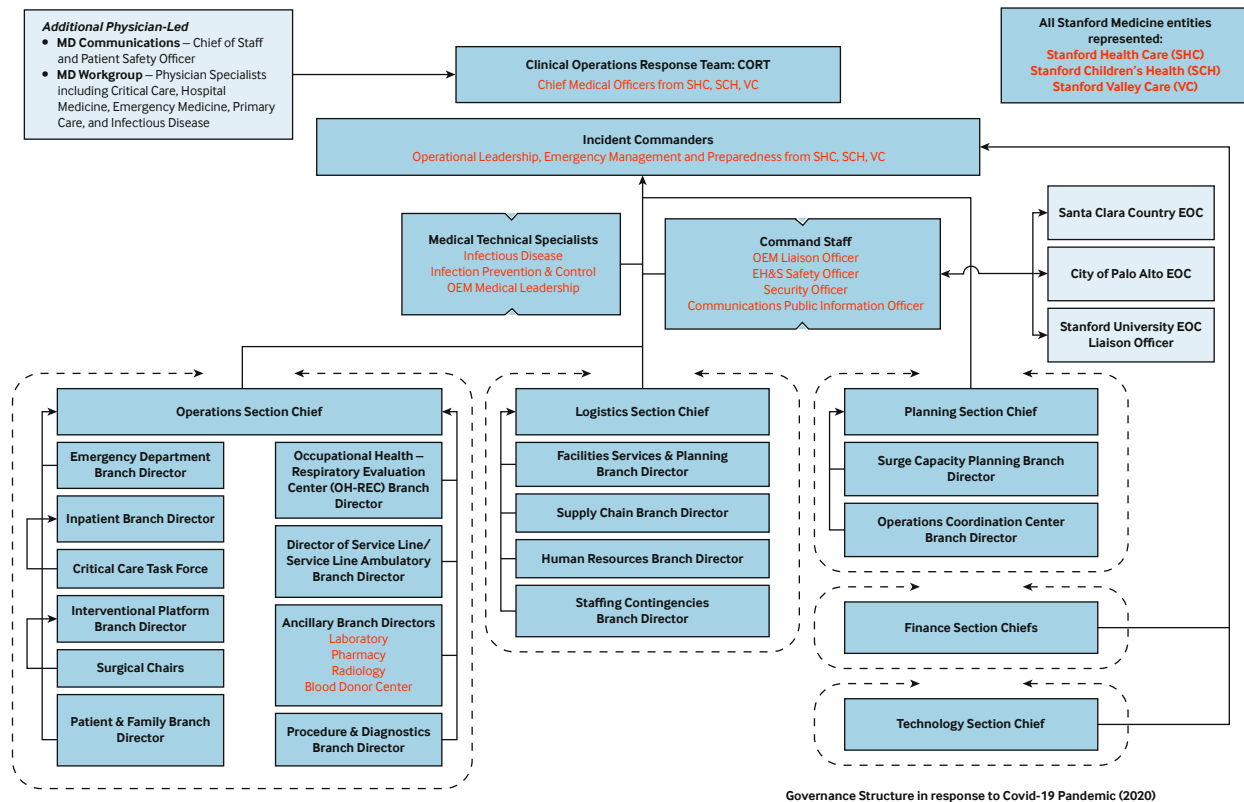 Additional Physician-Led
• MD Communications – Chief of Staff
and Patient Safety Officer
• MD Workgroup – Physician Specialists
including Critical Care, Hospital
Medicine, Emergency Medicine, Primary
Care, and Infectious Disease
Clinical Operations Response Team: CORT
Chief Medical Officers from SHC, SCH, VC
All Stanford Medicine entities
represented:
Stanford Health Care (SHC)
Stanford Children's Health (SCH)
Stanford Valley Care (VC)
Incident Commanders
Operational Leadership, Emergency Management and Preparedness from SHC, SCH, VC
Medical Technical Specialists
Infectious Disease
Infection Prevention & Control
OEM Medical Leadership
Command Staff
OEM Liaison Officer
EH&S Safety Officer
Security Officer
Communications Public Information Officer
Santa Clara Country EOC
City of Palo Alto EOC
Stanford University EOC
Liaison Officer
Operations Section Chief
Emergency Department
Branch Director
Inpatient Branch Director
Critical Care Task Force
Interventional Platform
Branch Director
Surgical Chairs
Patient & Family Branch
Director
Occupational Health –
Respiratory Evaluation
Center (OH-REC) Branch
Director
Director of Service Line/
Service Line Ambulatory
Branch Director
Ancillary Branch Directors
Laboratory
Pharmacy
Radiology
Blood Donor Center
Procedure & Diagnostics
Branch Director
Logistics Section Chief
Facilities Services & Planning
Branch Director
Supply Chain Branch Director
Human Resources Branch Director
Staffing Contingencies
Branch Director
Planning Section Chief
Surge Capacity Planning Branch
Director
Operations Coordination Center
Branch Director
Finance Section Chiefs
Technology Section Chief
Governance Structure in response to Covid-19 Pandemic (2020)